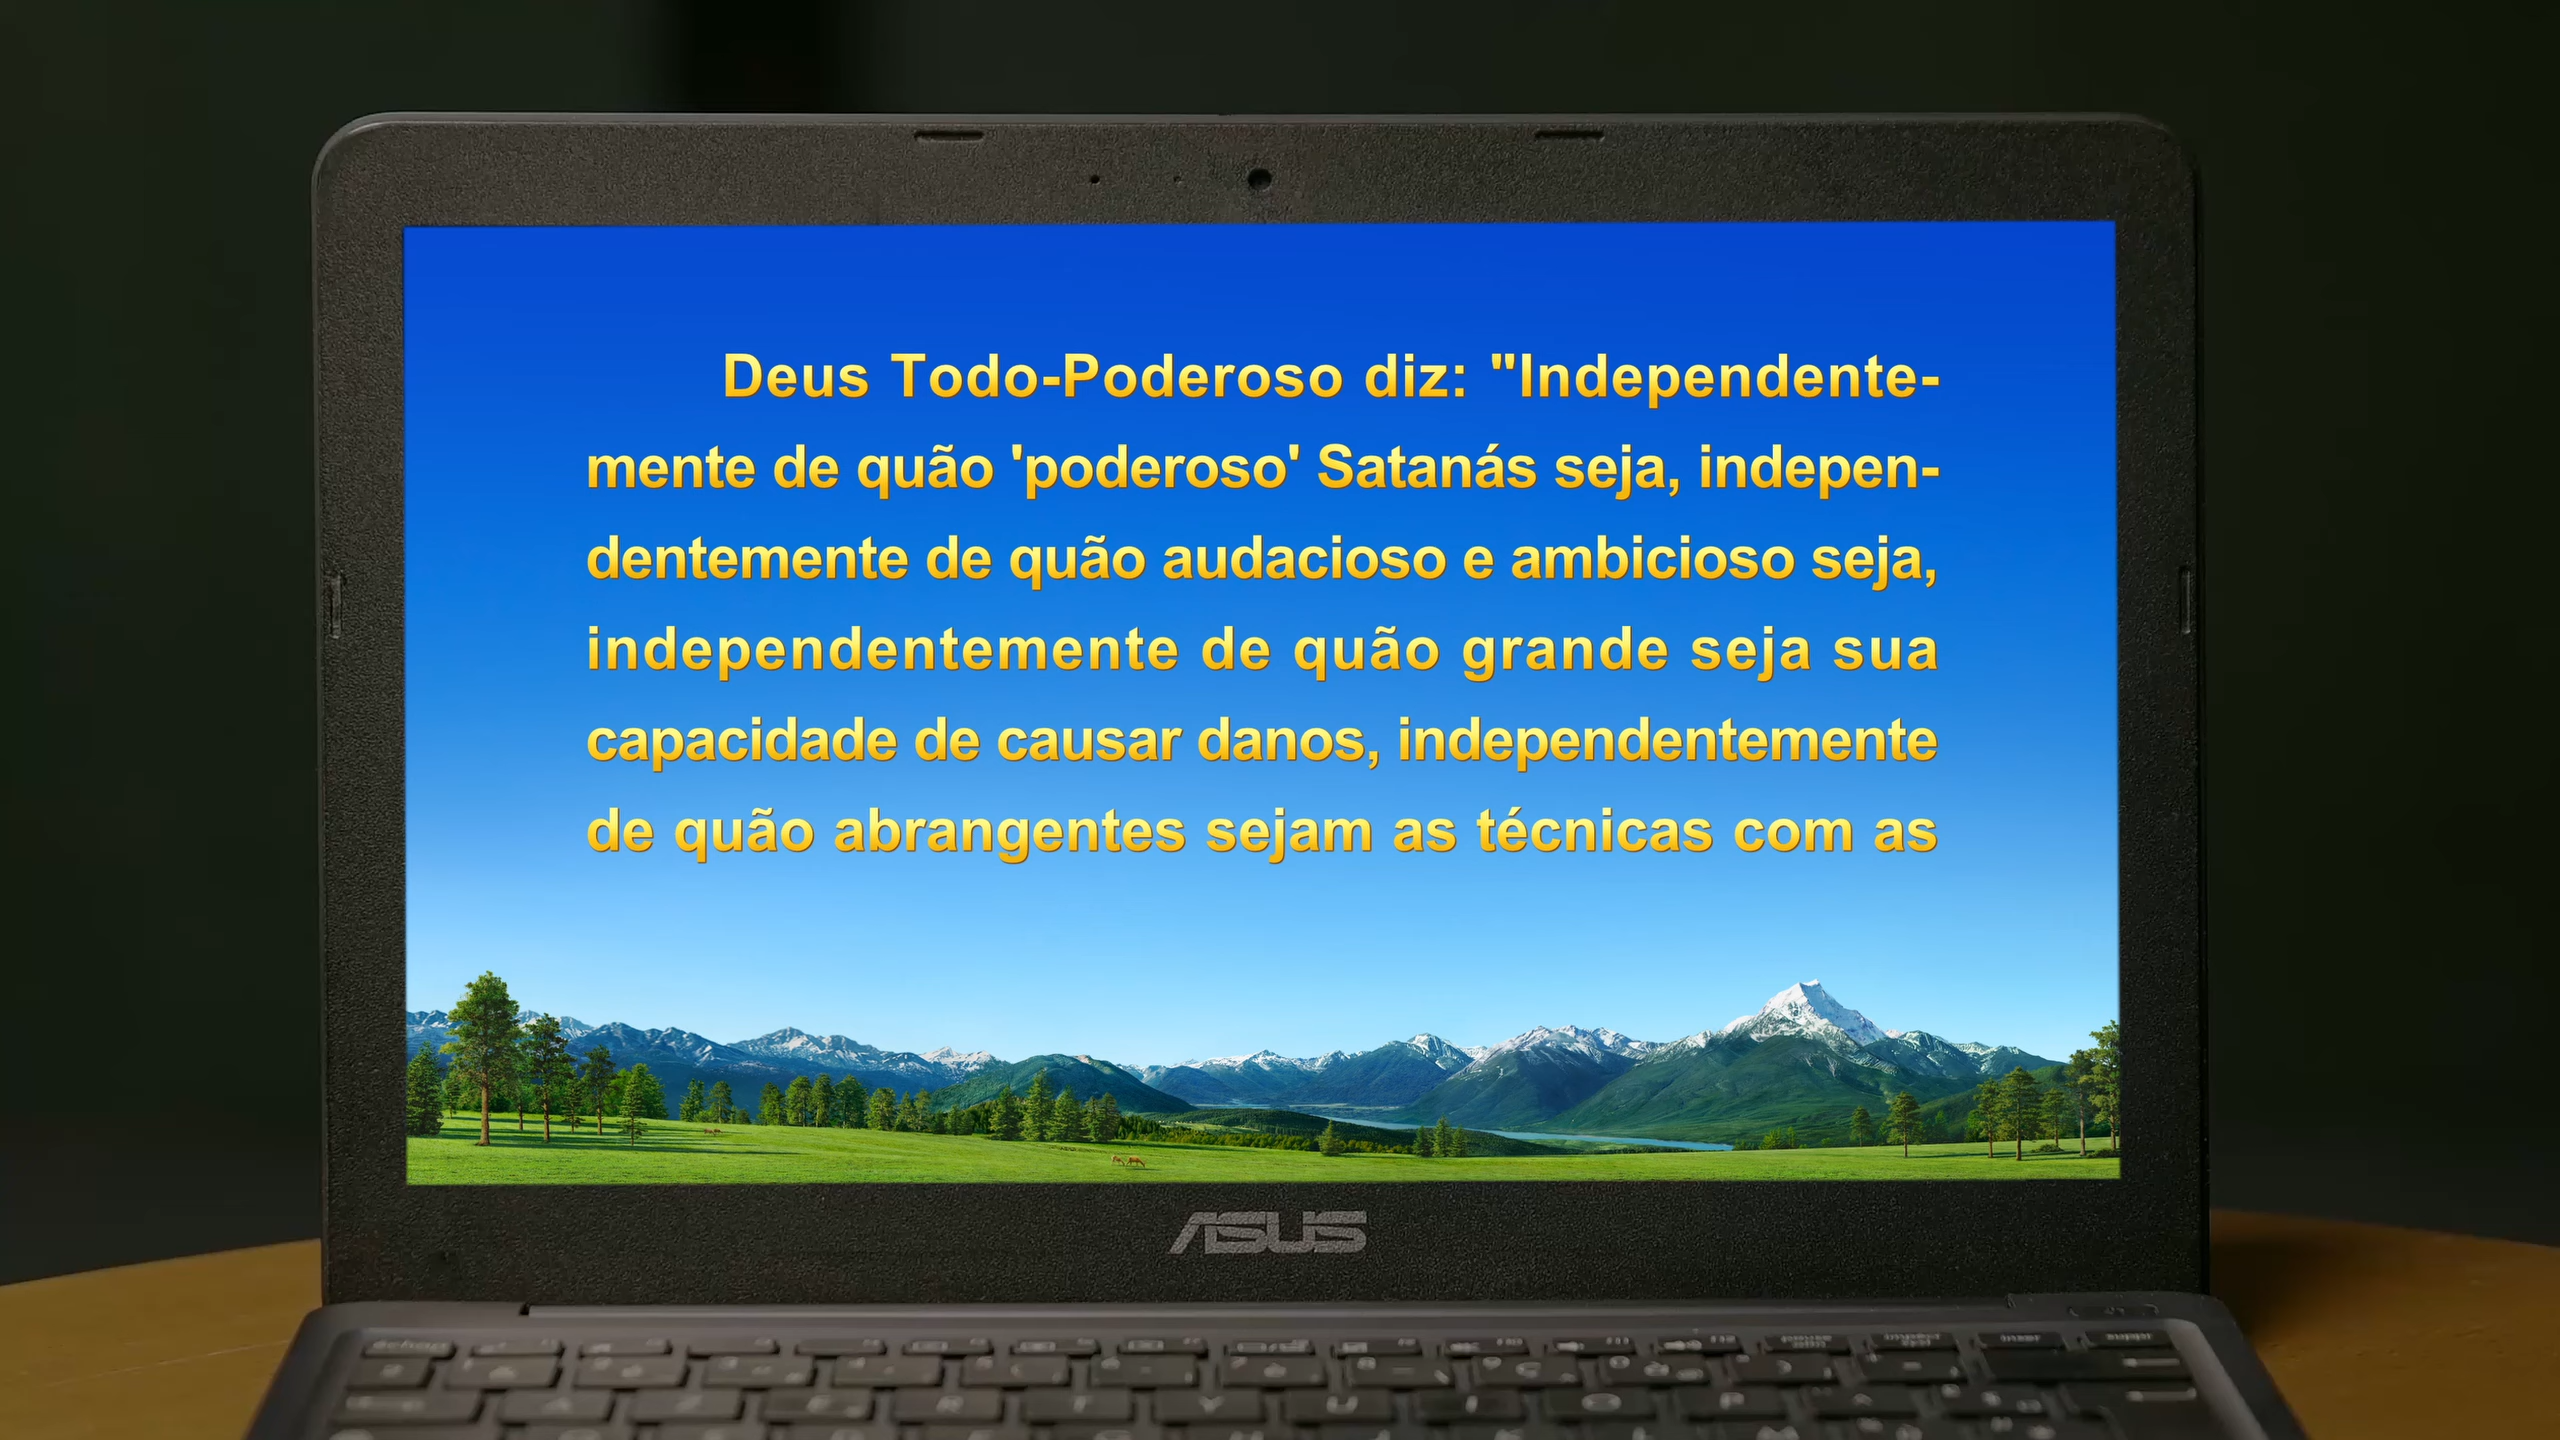 Deus Todo-Poderoso diz: "Independente-
mente de quão 'poderoso' Satanás seja, indepen-
dentemente de quão audacioso e ambicioso seja,
independentemente de quão grande seja sua
capacidade de causar danos, independentemente
de quão abrangentes sejam as técnicas com as
ASUS